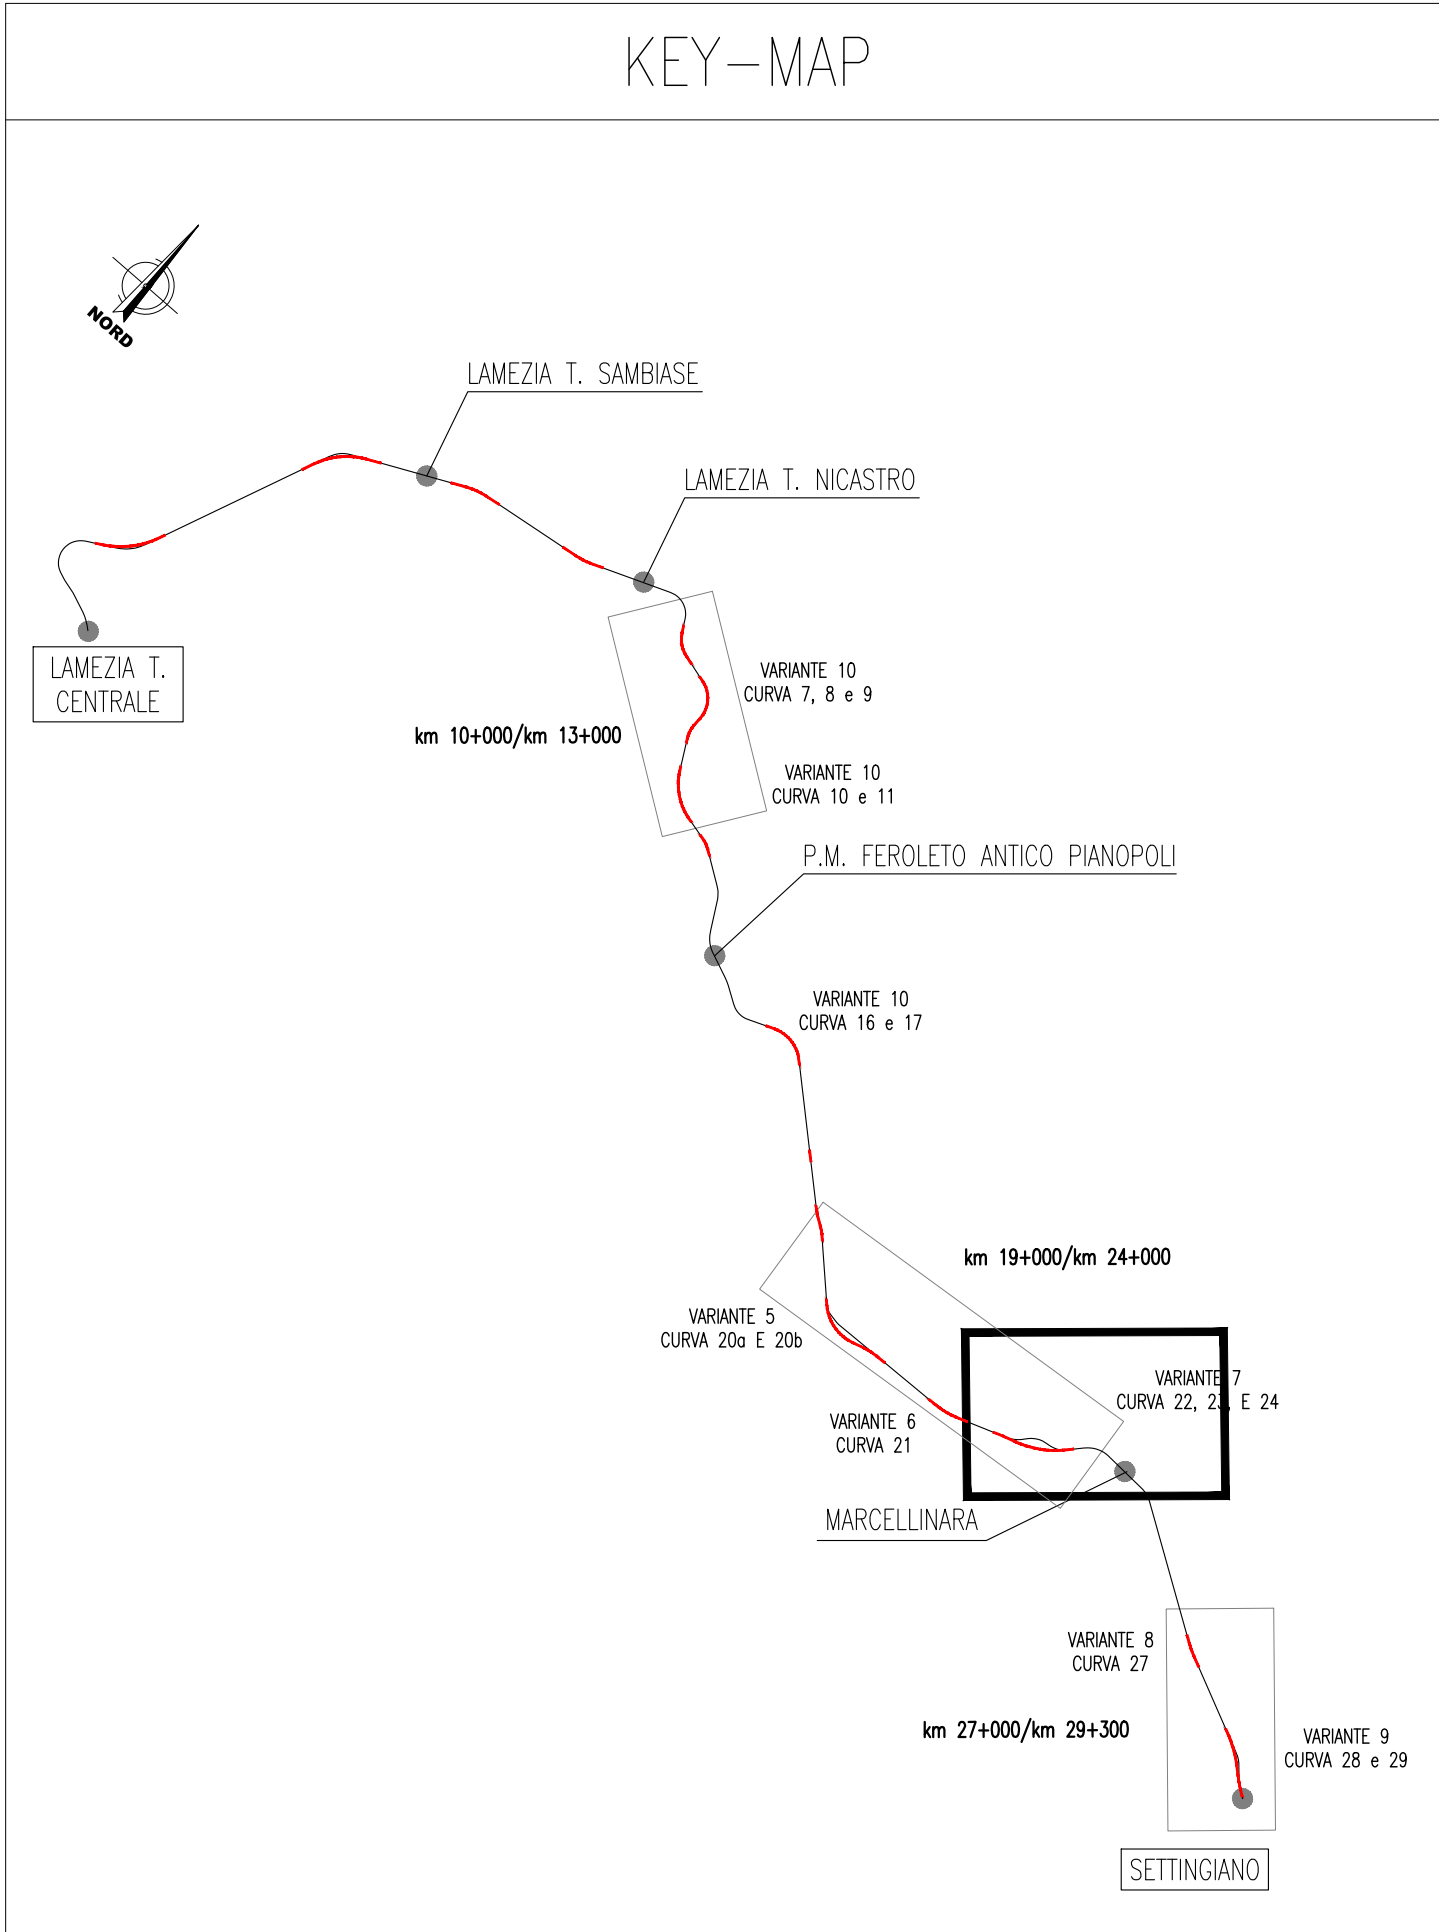 KEY-MAP
NORD
LAMEZIA T. SAMBIASE
LAMEZIA T. NICASTRO
LAMEZIA T.
CENTRALE
VARIANTE 10
CURVA 7, 8 e 9
km 10+000/km 13+000
VARIANTE 10
CURVA 10 e 11
P.M. FEROLETO ANTICO PIANOPOLI
VARIANTE 10
CURVA 16 e 17
km 19+000/km 24+000
VARIANTE 5
CURVA 20a E 20b
VARIANTE 7
CURVA 22, 23, E 24
VARIANTE 6
CURVA 21
MARCELLINARA
VARIANTE 8
CURVA 27
km 27+000/km 29+300
VARIANTE 9
CURVA 28 e 29
SETTINGIANO